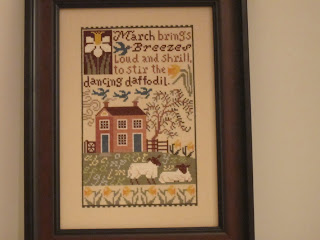 March brings
Breezes
Loud and shrill,
to stir the
dancing daffodil.